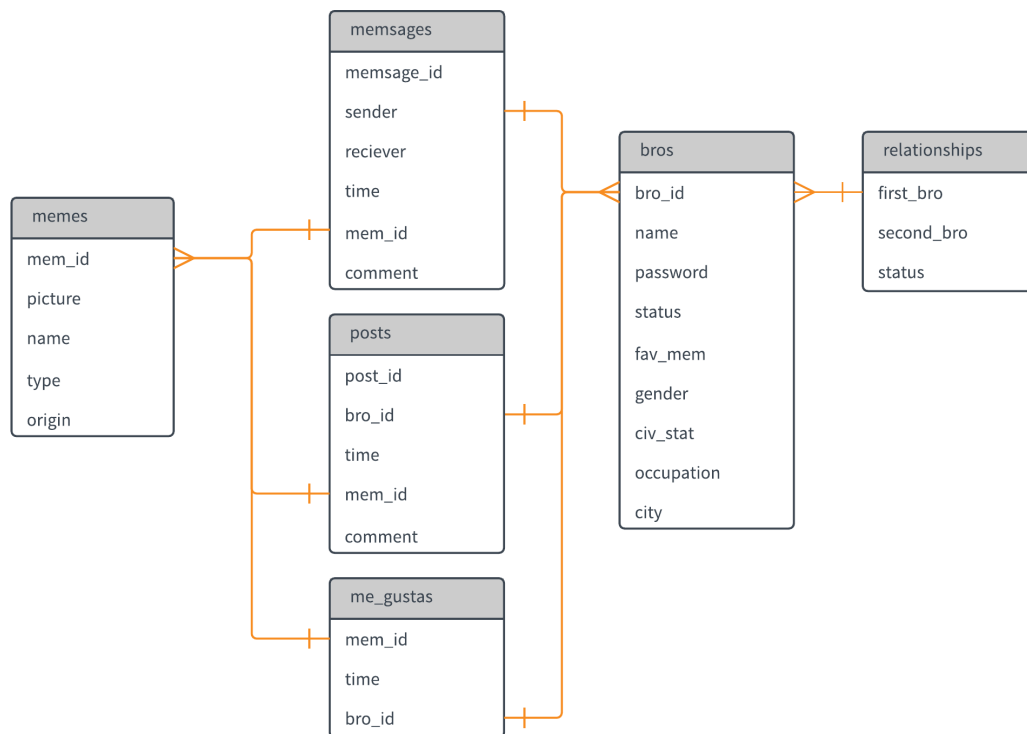 memsages
memsage_id
sender
reciever
time
mem_id
comment
memes
mem_id
picture
name
type
origin
posts
post_id
bro_id
time
mem_id
comment
me_gustas
mem_id
time
bro_id
bros
bro_id
name
password
status
fav_mem
gender
civ_stat
occupation
city
relationships
first_bro
second_bro
status